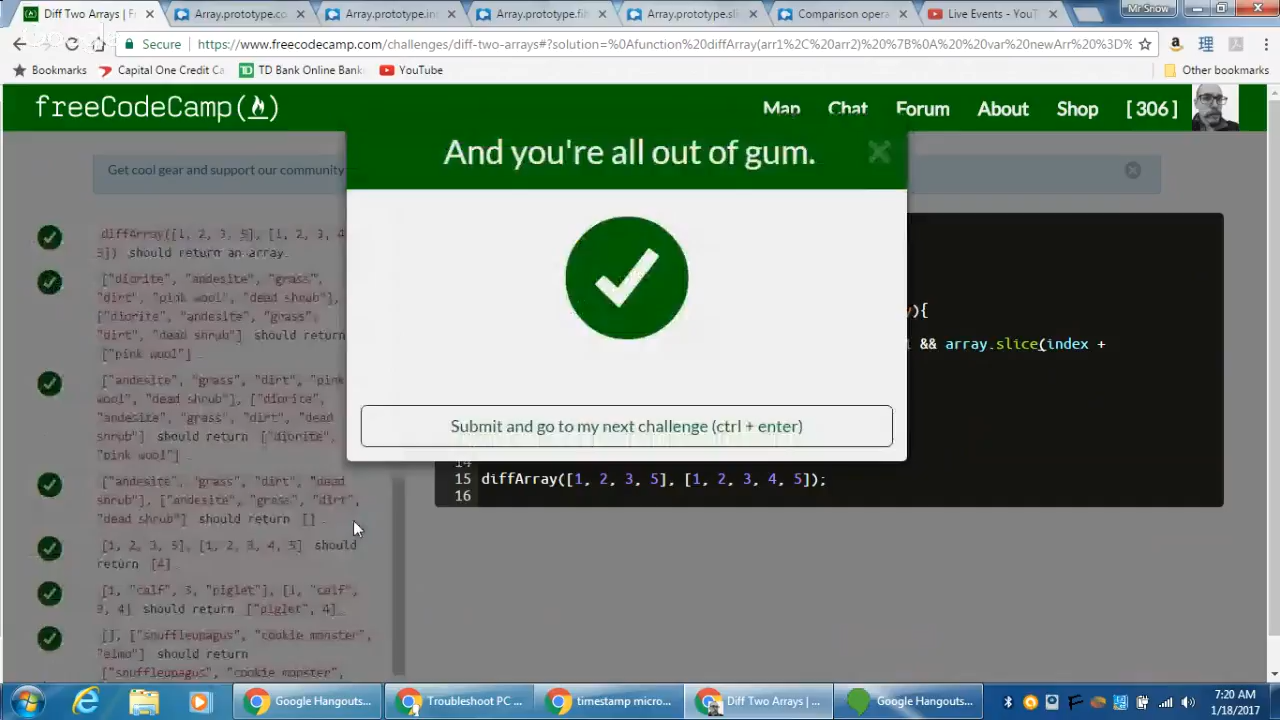 Diff Two Arrays | F
Array.prototype.co
Array.prototype.in
Array.prototype.fil
Array.prototype.
Comparison opera
Live Events - YouT
Mr Snow
Secure
https://www.freecodecamp.com/challenges/diff-two-arrays#?solution=%0Afunction%20diffArray(arr1%2C%20arr2)%20%7B%0A%20%20var%20newArr%20%3D%
Bookmarks
Capital One Credit Ca
TD Bank Online Bank
YouTube
Other bookmarks
freeCodeCamp(🔥)
Map
Chat
Forum
About
Shop
[ 306 ]
And you're all out of gum.
Get cool gear and support our community
diffArray([1, 2, 3, 5], [1, 2, 3, 4,
5]) should return an array.
["diorite", "andesite", "grass",
"dirt", "pink wool", "dead shrub"],
["diorite", "andesite", "grass",
"dirt", "dead shrub"] should return
["pink wool"].
["andesite", "grass", "dirt", "pink
wool", "dead shrub"], ["diorite",
"andesite", "grass", "dirt", "dead
shrub"] should return ["diorite",
"pink wool"].
["andesite", "grass", "dirt", "dead
shrub"], ["andesite", "grass", "dirt",
"dead shrub"] should return [].
[1, 2, 3, 5], [1, 2, 3, 4, 5] should
return [4].
[1, "calf", 3, "piglet"], [1, "calf",
3, 4] should return ["piglet", 4].
[], ["snuffleupagus", "cookie monster",
"elmo"] should return
["snuffleupagus", "cookie monster",
){
&& array.slice(index +
Submit and go to my next challenge (ctrl + enter)
14
15 diffArray([1, 2, 3, 5], [1, 2, 3, 4, 5]);
16
Google Hangouts...
Troubleshoot PC ...
timestamp micro...
Diff Two Arrays | ...
Google Hangouts...
7:20 AM
1/18/2017